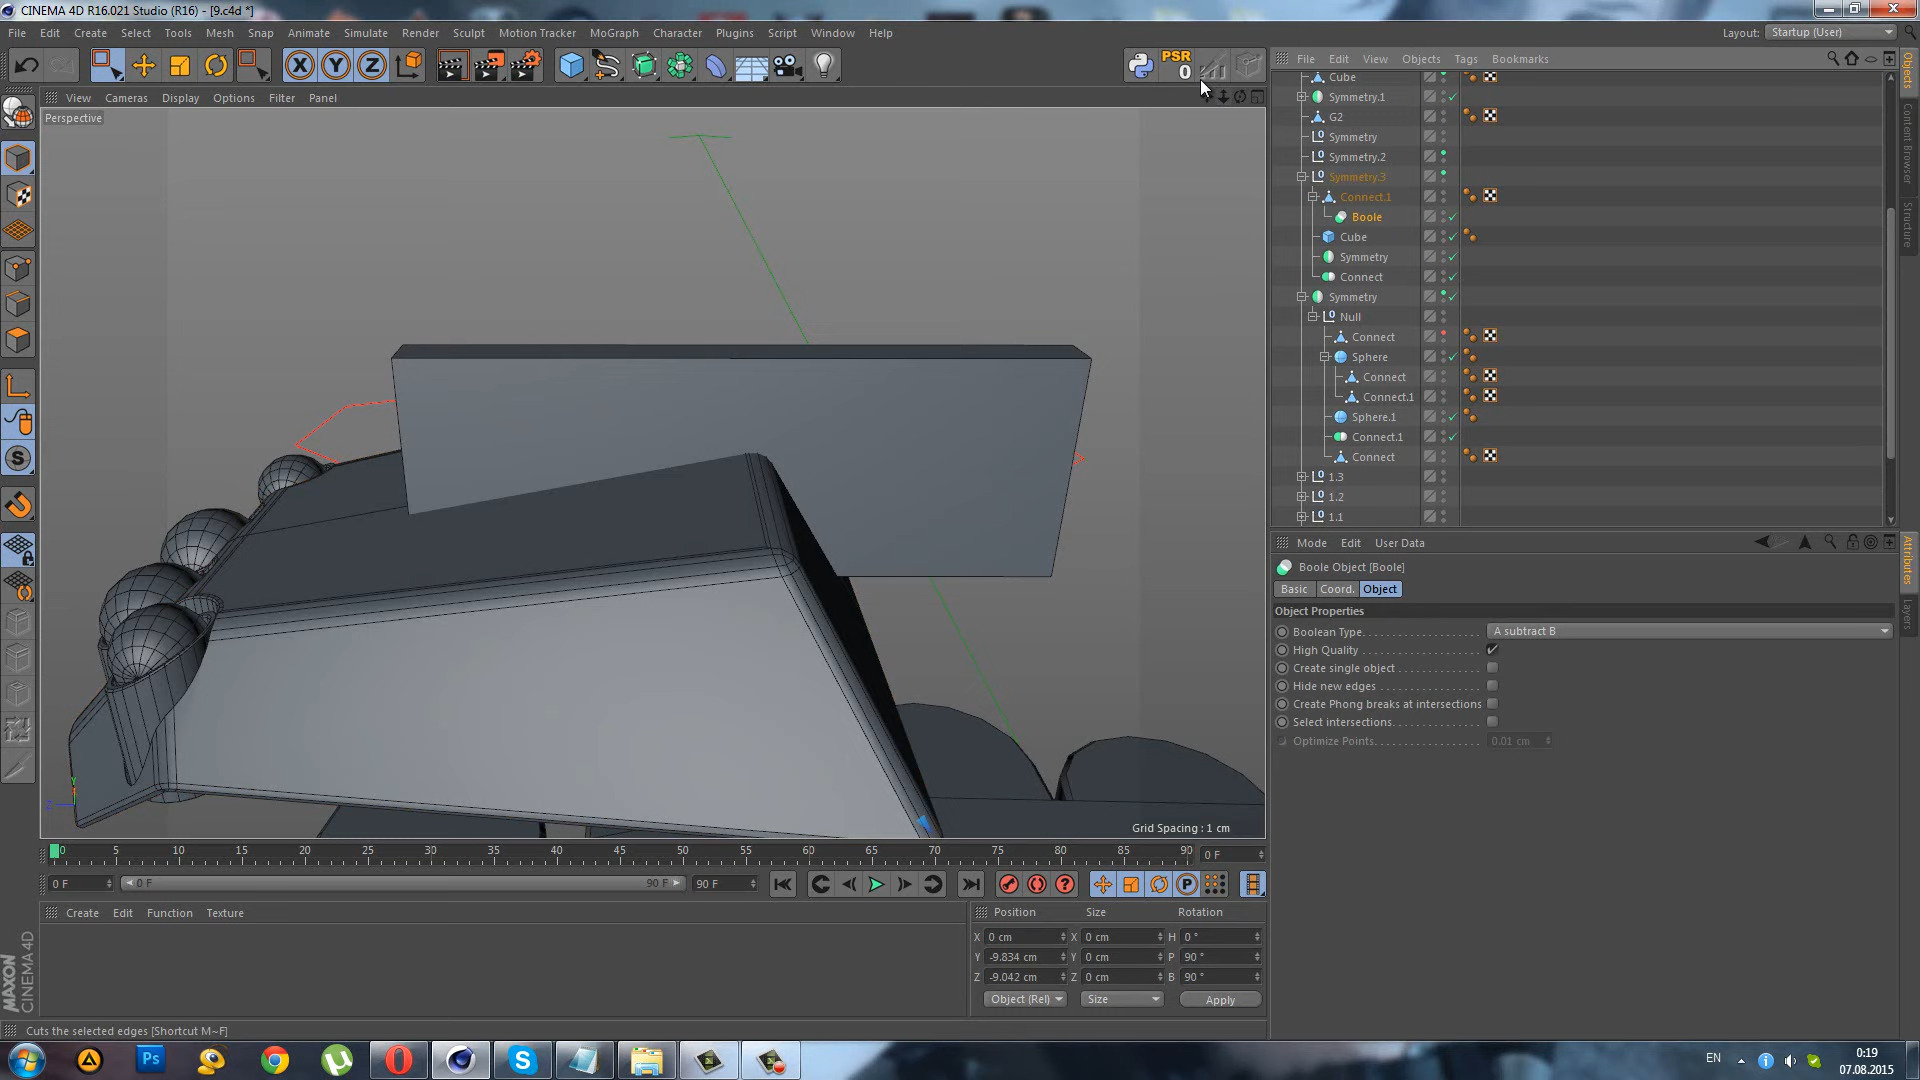 CINEMA 4D R16.021 Studio (R16) - [9.c4d *]
File Edit Create Select Tools Mesh Snap Animate Simulate Render Sculpt Motion Tracker MoGraph Character Plugins Script Window Help
Layout: Startup (User)
PSR
0
File Edit View Objects Tags Bookmarks
View Cameras Display Options Filter Panel
Perspective
Cube
Symmetry.1
G2
Symmetry
Symmetry.2
Symmetry.3
Connect.1
Boole
Cube
Symmetry
Connect
Symmetry
Null
Connect
Sphere
Connect
Connect.1
Sphere.1
Connect.1
Connect
1.3
1.2
1.1
Objects
Content Browser
Structure
Mode Edit User Data
Boole Object [Boole]
Basic Coord. Object
Object Properties
Boolean Type A subtract B
High Quality
Create single object
Hide new edges
Create Phong breaks at intersections
Select intersections
Optimize Points 0.01 cm
Attributes
Layers
Y
Z
Grid Spacing : 1 cm
0 5 10 15 20 25 30 35 40 45 50 55 60 65 70 75 80 85 90 0 F
0 F 0 F 90 F 90 F
Create Edit Function Texture
Position Size Rotation
X 0 cm X 0 cm H 0 °
Y -9.834 cm Y 0 cm P 90 °
Z -9.042 cm Z 0 cm B 90 °
Object (Rel) Size Apply
MAXON
CINEMA 4D
Cuts the selected edges [Shortcut M~F]
EN
0:19
07.08.2015